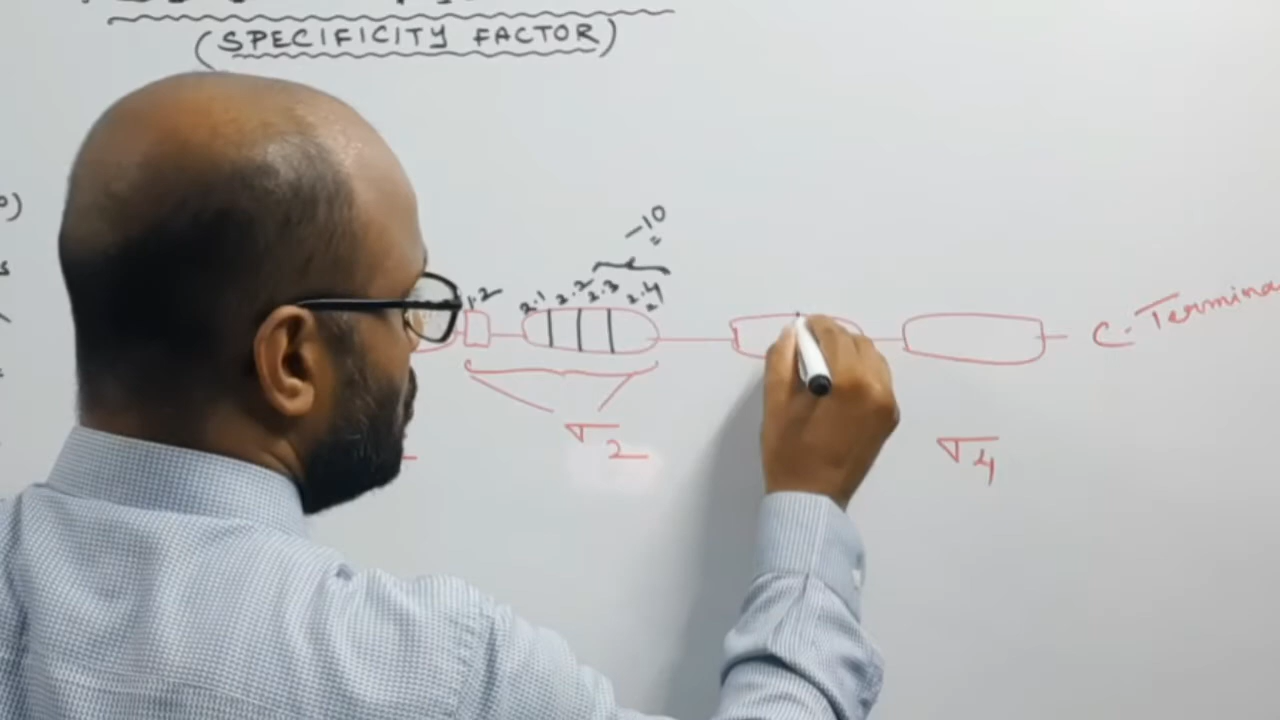 (SPECIFICITY FACTOR)
-10
1.2 2.1 2.2 2.3 2.4
C-Termina
σ2
σ4